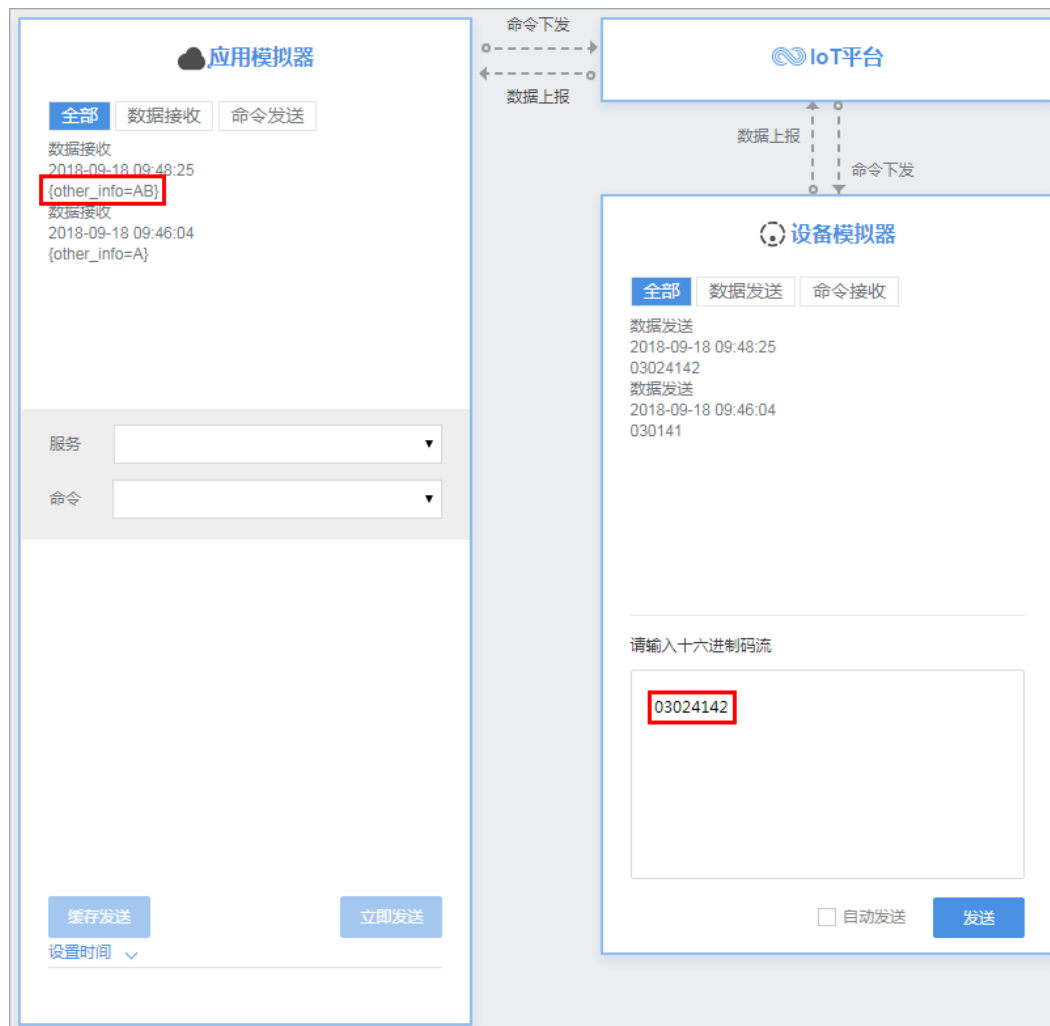 命令下发
数据上报
应用模拟器
全部 数据接收 命令发送
数据接收
2018-09-18 09:48:25
{other_info=AB}
数据接收
2018-09-18 09:46:04
{other_info=A}
服务
命令
缓存发送 立即发送
设置时间
IoT平台
数据上报
命令下发
设备模拟器
全部 数据发送 命令接收
数据发送
2018-09-18 09:48:25
03024142
数据发送
2018-09-18 09:46:04
030141
请输入十六进制码流
03024142
自动发送 发送